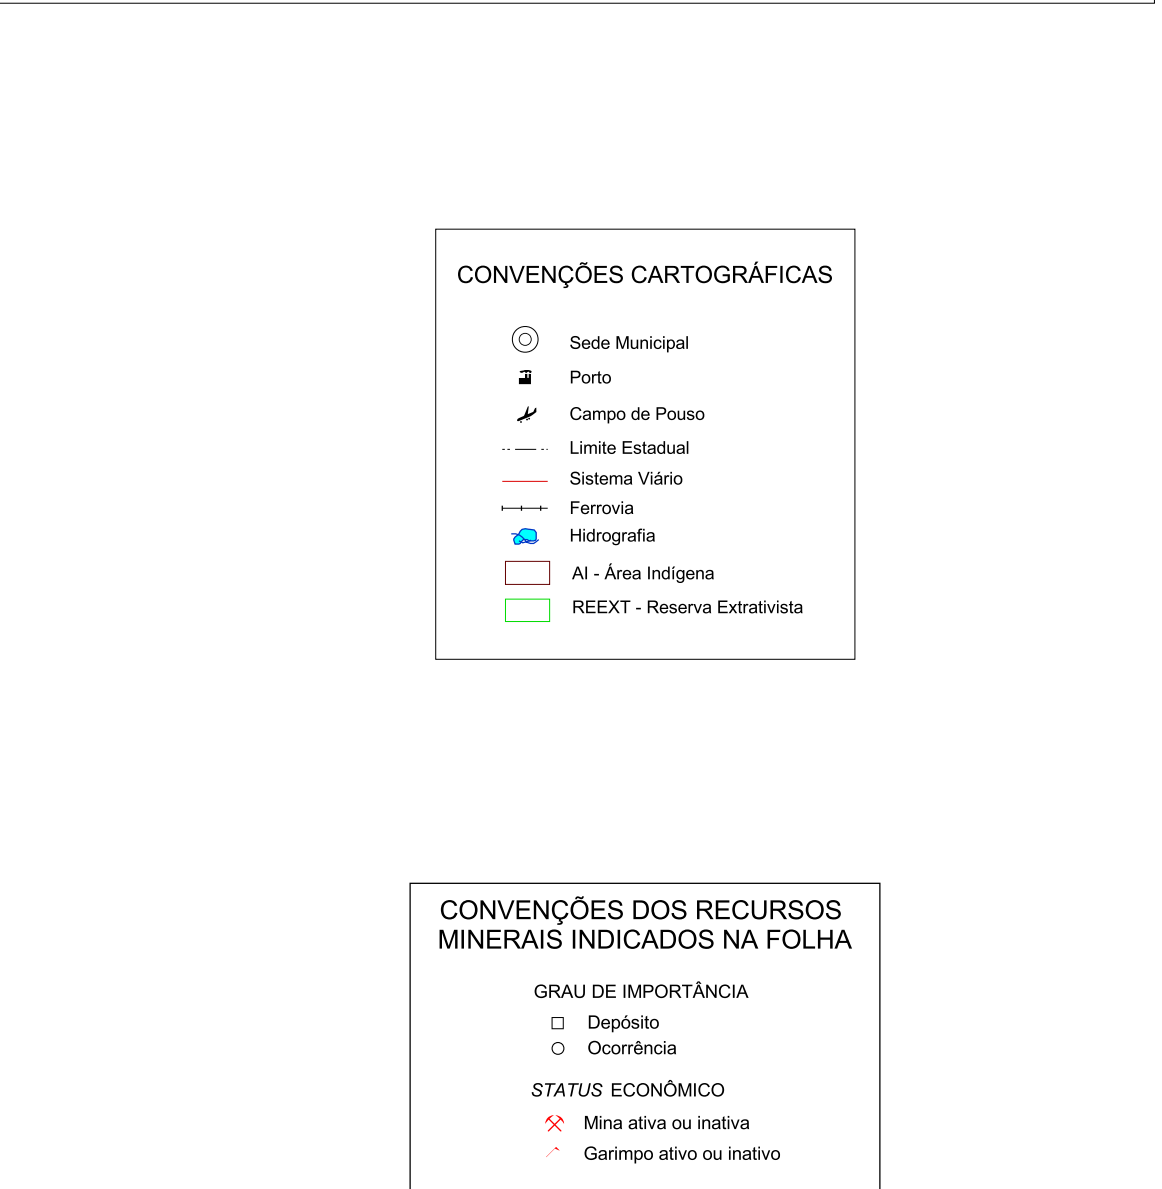 CONVENÇÕES CARTOGRÁFICAS
Sede Municipal
Porto
Campo de Pouso
Limite Estadual
Sistema Viário
Ferrovia
Hidrografia
AI - Área Indígena
REEXT - Reserva Extrativista
CONVENÇÕES DOS RECURSOS
MINERAIS INDICADOS NA FOLHA
GRAU DE IMPORTÂNCIA
Depósito
Ocorrência
STATUS ECONÔMICO
Mina ativa ou inativa
Garimpo ativo ou inativo